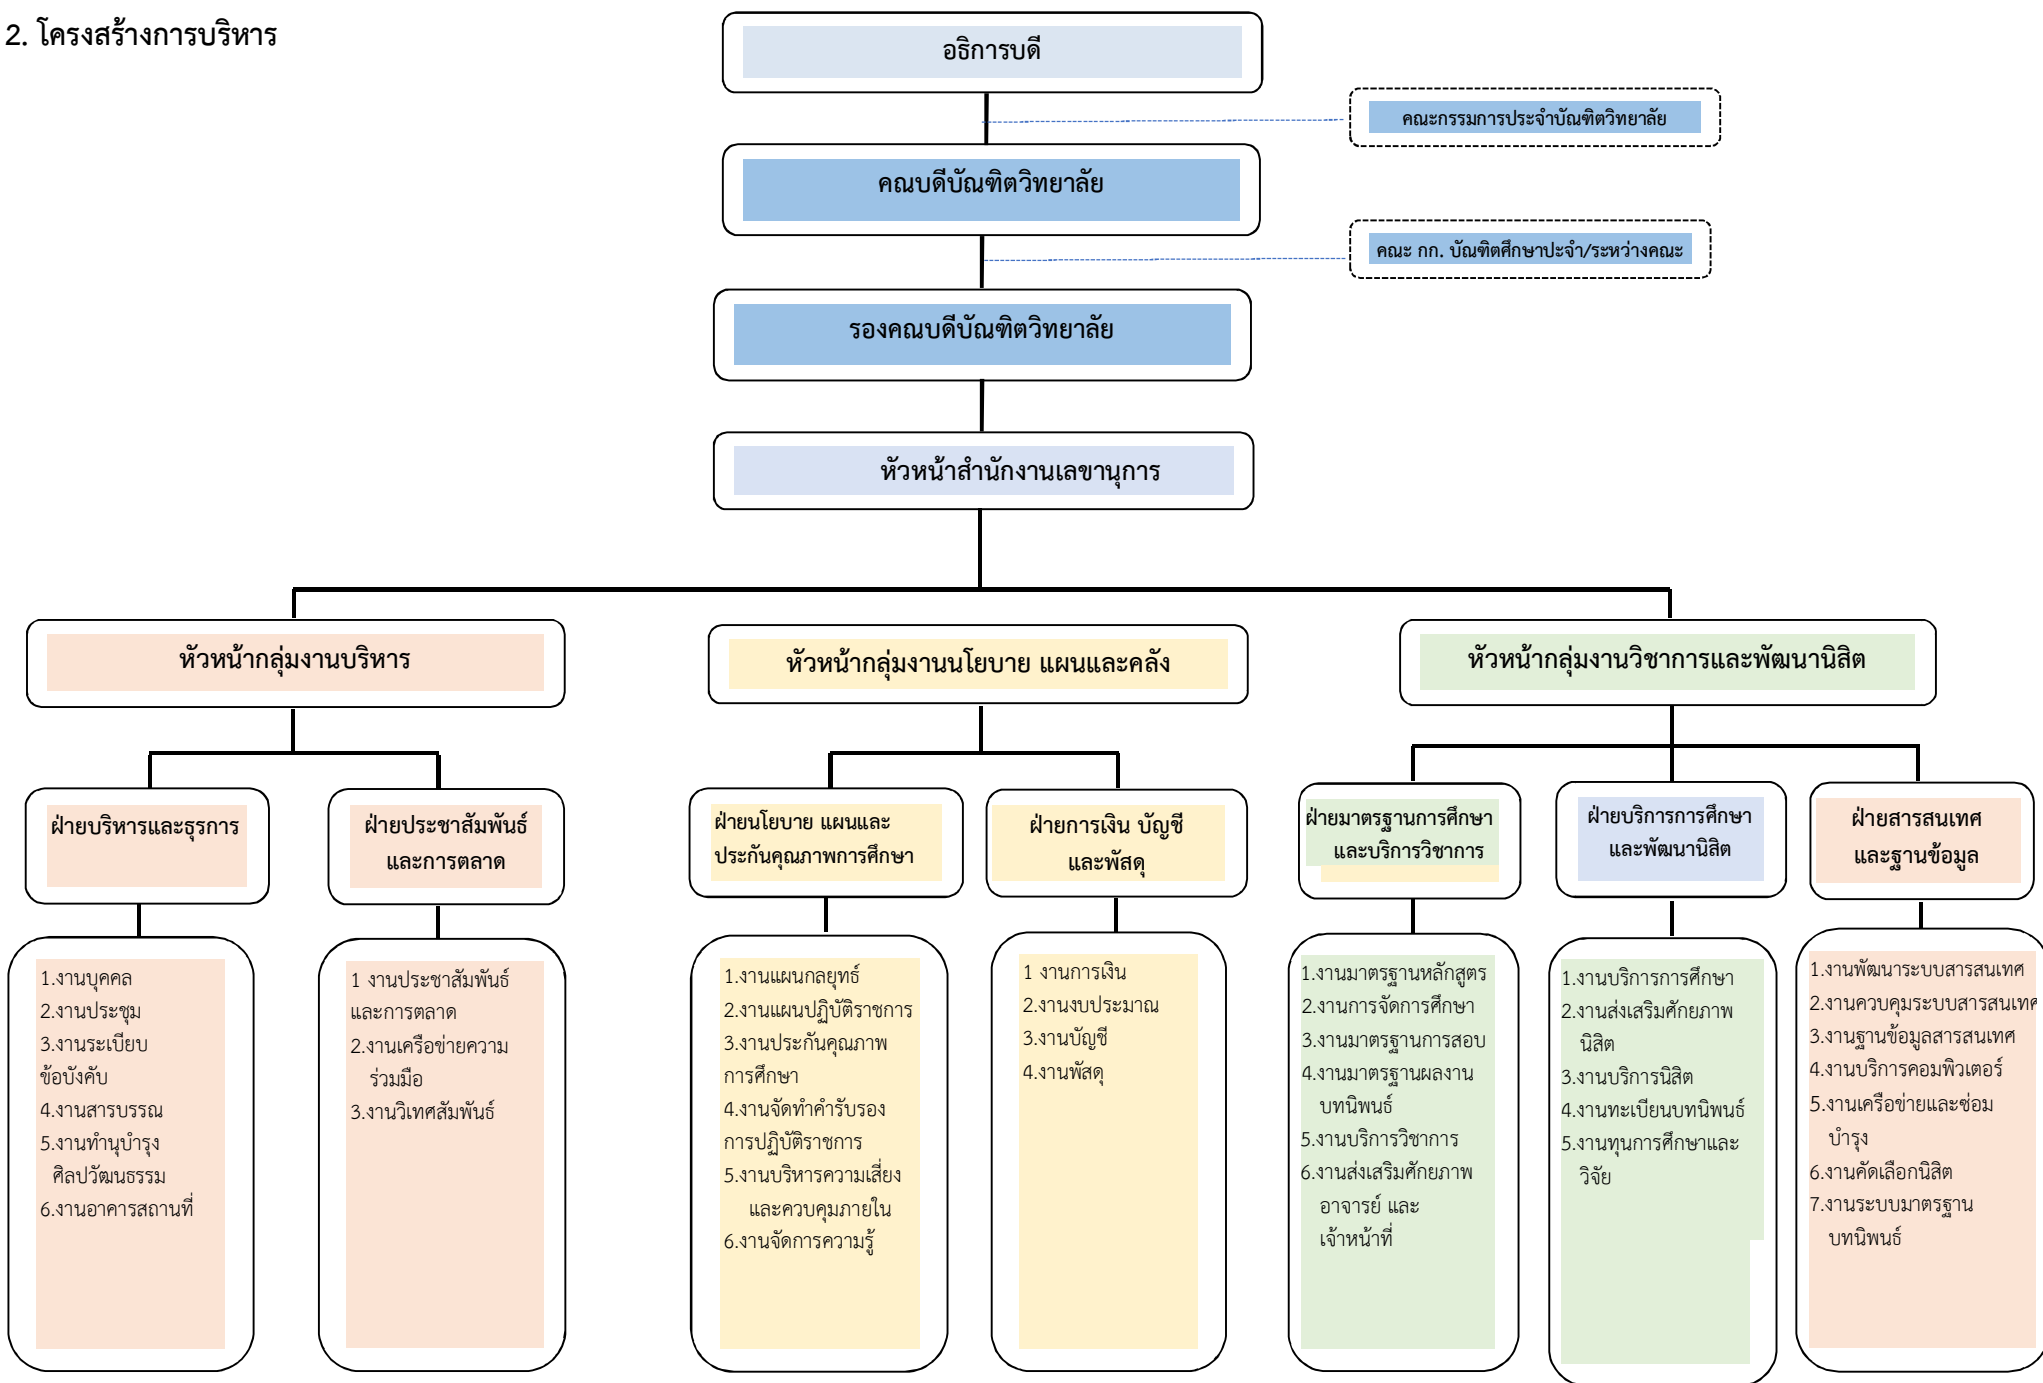 2. โครงสร้างการบริหาร
อธิการบดี
คณะกรรมการประจำบัณฑิตวิทยาลัย
คณบดีบัณฑิตวิทยาลัย
คณะ กก. บัณฑิตศึกษาปะจำ/ระหว่างคณะ
รองคณบดีบัณฑิตวิทยาลัย
หัวหน้าสำนักงานเลขานุการ
หัวหน้ากลุ่มงานบริหาร
หัวหน้ากลุ่มงานนโยบาย แผนและคลัง
หัวหน้ากลุ่มงานวิชาการและพัฒนานิสิต
ฝ่ายบริหารและธุรการ
ฝ่ายประชาสัมพันธ์
และการตลาด
ฝ่ายนโยบาย แผนและ
ประกันคุณภาพการศึกษา
ฝ่ายการเงิน บัญชี
และพัสดุ
ฝ่ายมาตรฐานการศึกษา
และบริการวิชาการ
ฝ่ายบริการการศึกษา
และพัฒนานิสิต
ฝ่ายสารสนเทศ
และฐานข้อมูล
1.งานบุคคล
2.งานประชุม
3.งานระเบียบ
ข้อบังคับ
4.งานสารบรรณ
5.งานทำนุบำรุง
ศิลปวัฒนธรรม
6.งานอาคารสถานที่
1 งานประชาสัมพันธ์
และการตลาด
2.งานเครือข่ายความ
ร่วมมือ
3.งานวิเทศสัมพันธ์
1.งานแผนกลยุทธ์
2.งานแผนปฏิบัติราชการ
3.งานประกันคุณภาพ
การศึกษา
4.งานจัดทำคำรับรอง
การปฏิบัติราชการ
5.งานบริหารความเสี่ยง
และควบคุมภายใน
6.งานจัดการความรู้
1 งานการเงิน
2.งานงบประมาณ
3.งานบัญชี
4.งานพัสดุ
1.งานมาตรฐานหลักสูตร
2.งานการจัดการศึกษา
3.งานมาตรฐานการสอบ
4.งานมาตรฐานผลงาน
บทนิพนธ์
5.งานบริการวิชาการ
6.งานส่งเสริมศักยภาพ
อาจารย์ และ
เจ้าหน้าที่
1.งานบริการการศึกษา
2.งานส่งเสริมศักยภาพ
นิสิต
3.งานบริการนิสิต
4.งานทะเบียนบทนิพนธ์
5.งานทุนการศึกษาและ
วิจัย
1.งานพัฒนาระบบสารสนเทศ
2.งานควบคุมระบบสารสนเทศ
3.งานฐานข้อมูลสารสนเทศ
4.งานบริการคอมพิวเตอร์
5.งานเครือข่ายและซ่อม
บำรุง
6.งานคัดเลือกนิสิต
7.งานระบบมาตรฐาน
บทนิพนธ์